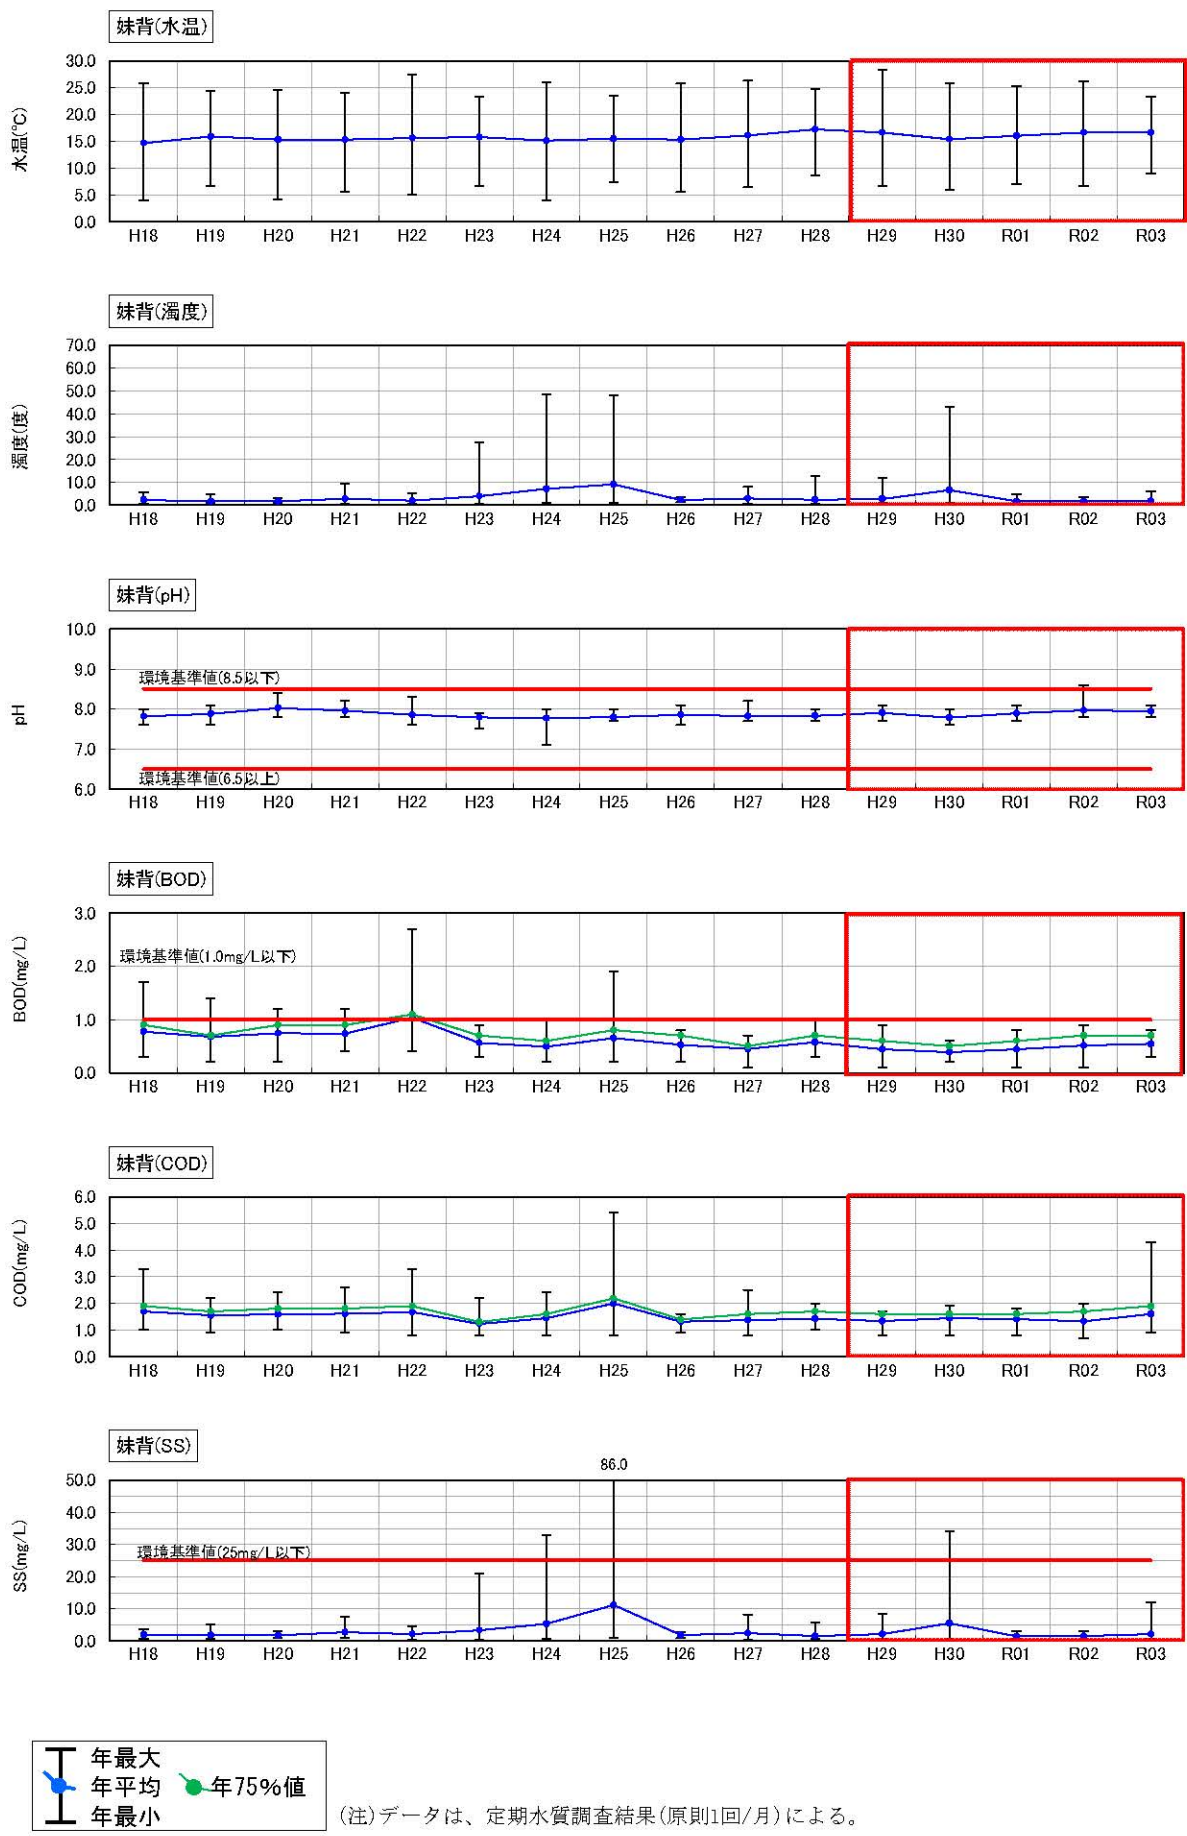 妹背(水温)
水温(℃)
30.0
25.0
20.0
15.0
10.0
5.0
0.0
H18 H19 H20 H21 H22 H23 H24 H25 H26 H27 H28 H29 H30 R01 R02 R03
妹背(濁度)
濁度(度)
70.0
60.0
50.0
40.0
30.0
20.0
10.0
0.0
H18 H19 H20 H21 H22 H23 H24 H25 H26 H27 H28 H29 H30 R01 R02 R03
妹背(pH)
pH
10.0
9.0
環境基準値(8.5以下)
8.0
7.0
環境基準値(6.5以上)
6.0
H18 H19 H20 H21 H22 H23 H24 H25 H26 H27 H28 H29 H30 R01 R02 R03
妹背(BOD)
BOD(mg/L)
3.0
環境基準値(1.0mg/L以下)
2.0
1.0
0.0
H18 H19 H20 H21 H22 H23 H24 H25 H26 H27 H28 H29 H30 R01 R02 R03
妹背(COD)
COD(mg/L)
6.0
5.0
4.0
3.0
2.0
1.0
0.0
H18 H19 H20 H21 H22 H23 H24 H25 H26 H27 H28 H29 H30 R01 R02 R03
妹背(SS)
86.0
SS(mg/L)
50.0
40.0
30.0
環境基準値(25mg/L以下)
20.0
10.0
0.0
H18 H19 H20 H21 H22 H23 H24 H25 H26 H27 H28 H29 H30 R01 R02 R03
年最大
年平均 年75%値
年最小
(注)データは、定期水質調査結果(原則1回/月)による。